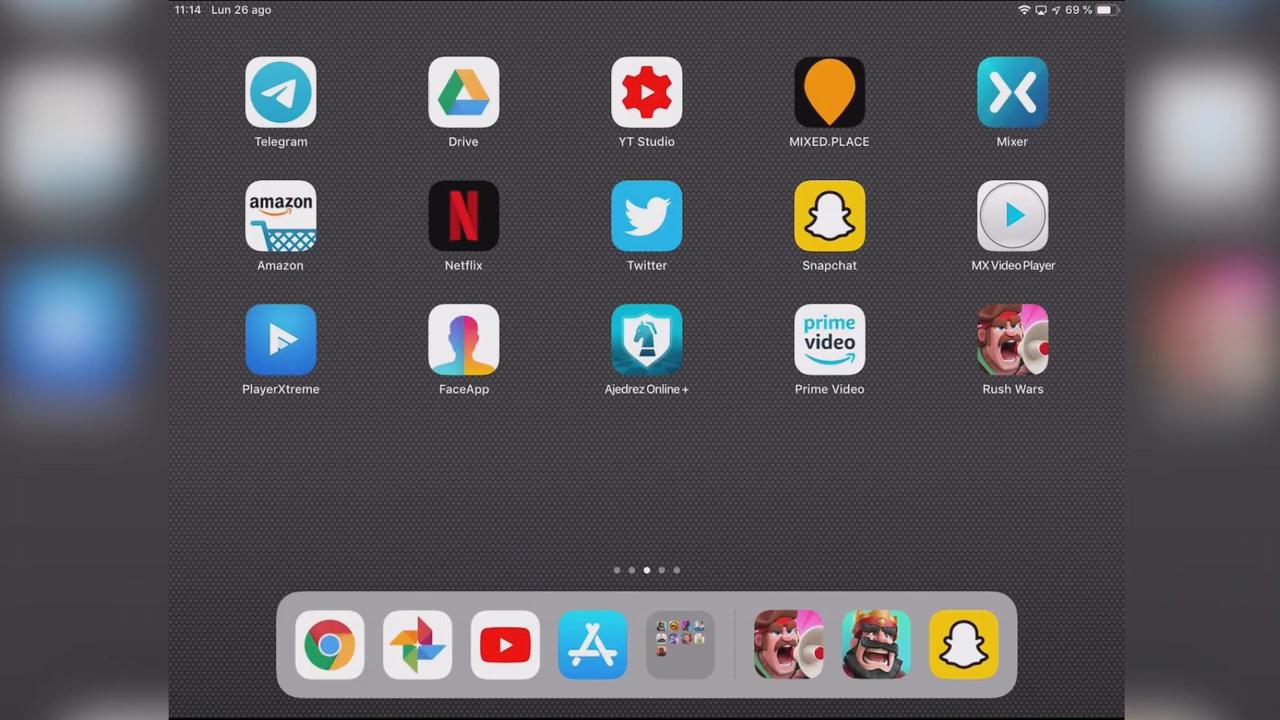 11:14 Lun 26 ago
69 %
Telegram
Drive
YT Studio
MIXED.PLACE
Mixer
amazon
Amazon
Netflix
Twitter
Snapchat
MX Video Player
PlayerXtreme
FaceApp
Ajedrez Online +
prime
video
Prime Video
Rush Wars